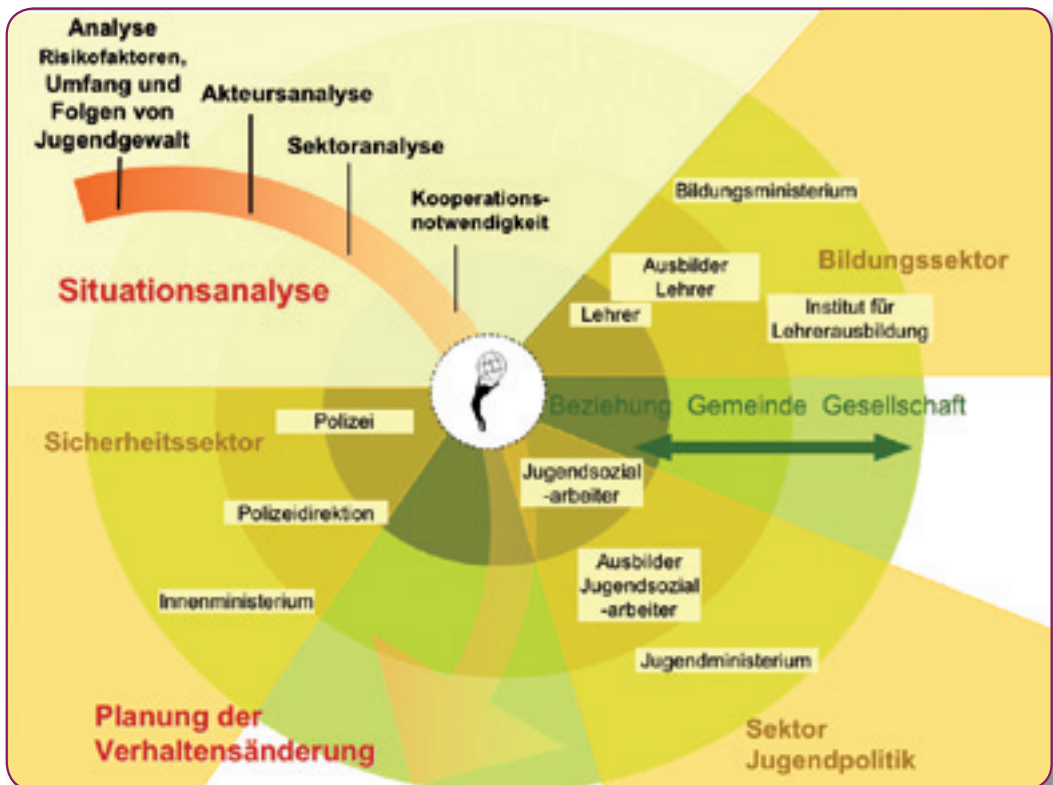 Analyse
Risikofaktoren,
Umfang und
Folgen von
Jugendgewalt
Akteursanalyse
Sektoranalyse
Kooperations-
notwendigkeit
Situationsanalyse
Bildungsministerium
Bildungssektor
Ausbilder
Lehrer
Lehrer
Institut für
Lehrerausbildung
Beziehung Gemeinde Gesellschaft
Sicherheitssektor
Polizei
Polizeidirektion
Innenministerium
Jugendsozial
-arbeiter
Ausbilder
Jugendsozial
-arbeiter
Jugendministerium
Planung der
Verhaltensänderung
Sektor
Jugendpolitik